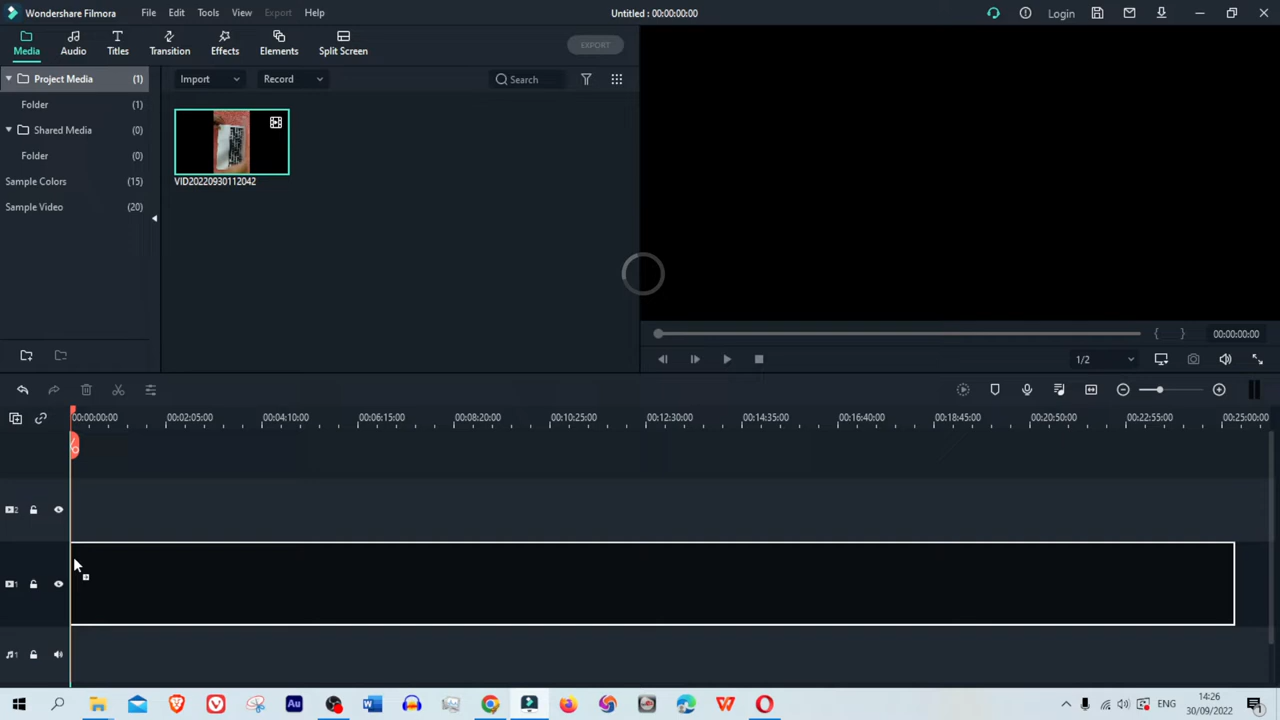 Wondershare Filmora
File
Edit
Tools
View
Export
Help
Untitled : 00:00:00:00
Login
Media
Audio
Titles
Transition
Effects
Elements
Split Screen
EXPORT
Project Media (1)
Folder (1)
Shared Media (0)
Folder (0)
Sample Colors (15)
Sample Video (20)
Import
Record
Search
VID20220930112042
00:00:00:00
1/2
00:00:00:00
00:02:05:00
00:04:10:00
00:06:15:00
00:08:20:00
00:10:25:00
00:12:30:00
00:14:35:00
00:16:40:00
00:18:45:00
00:20:50:00
00:22:55:00
00:25:00:00
2
1
1
Au
ENG
14:26
30/09/2022
1